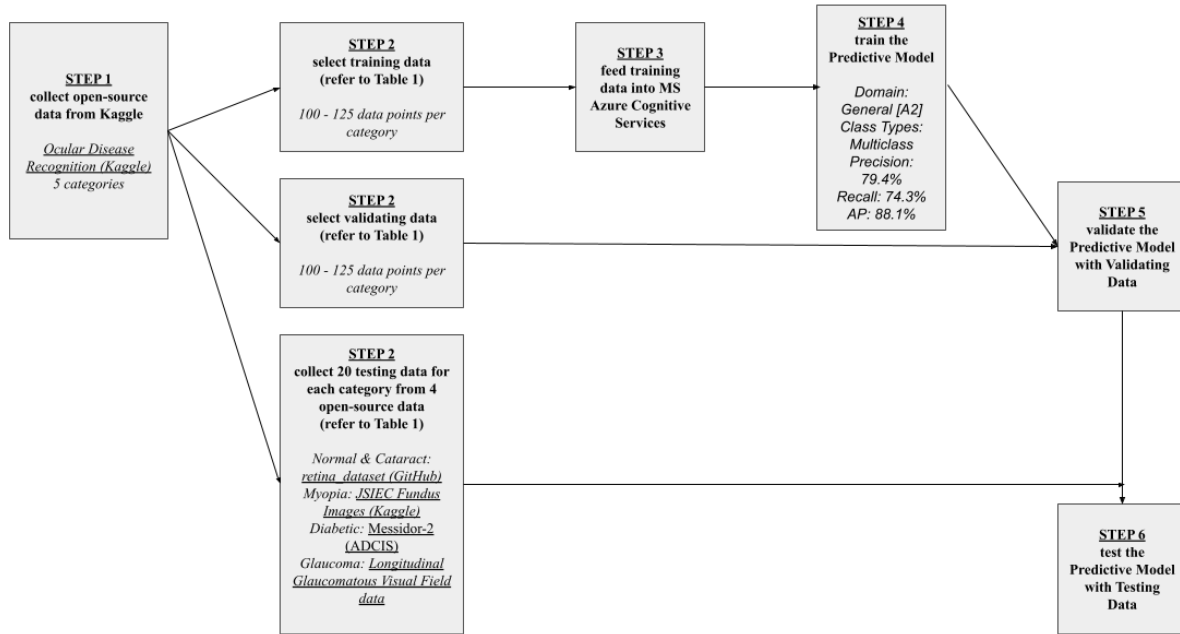 STEP 1
collect open-source
data from Kaggle
Ocular Disease
Recognition (Kaggle)
5 categories
STEP 2
select training data
(refer to Table 1)
100 - 125 data points per
category
STEP 3
feed training
data into MS
Azure Cognitive
Services
STEP 4
train the
Predictive Model
Domain:
General [A2]
Class Types:
Multiclass
Precision:
79.4%
Recall: 74.3%
AP: 88.1%
STEP 2
select validating data
(refer to Table 1)
100 - 125 data points per
category
STEP 5
validate the
Predictive Model
with Validating
Data
STEP 2
collect 20 testing data for
each category from 4
open-source data
(refer to Table 1)
Normal & Cataract:
retina_dataset (GitHub)
Myopia: JSIEC Fundus
Images (Kaggle)
Diabetic: Messidor-2
(ADCIS)
Glaucoma: Longitudinal
Glaucomatous Visual Field
data
STEP 6
test the
Predictive Model
with Testing
Data